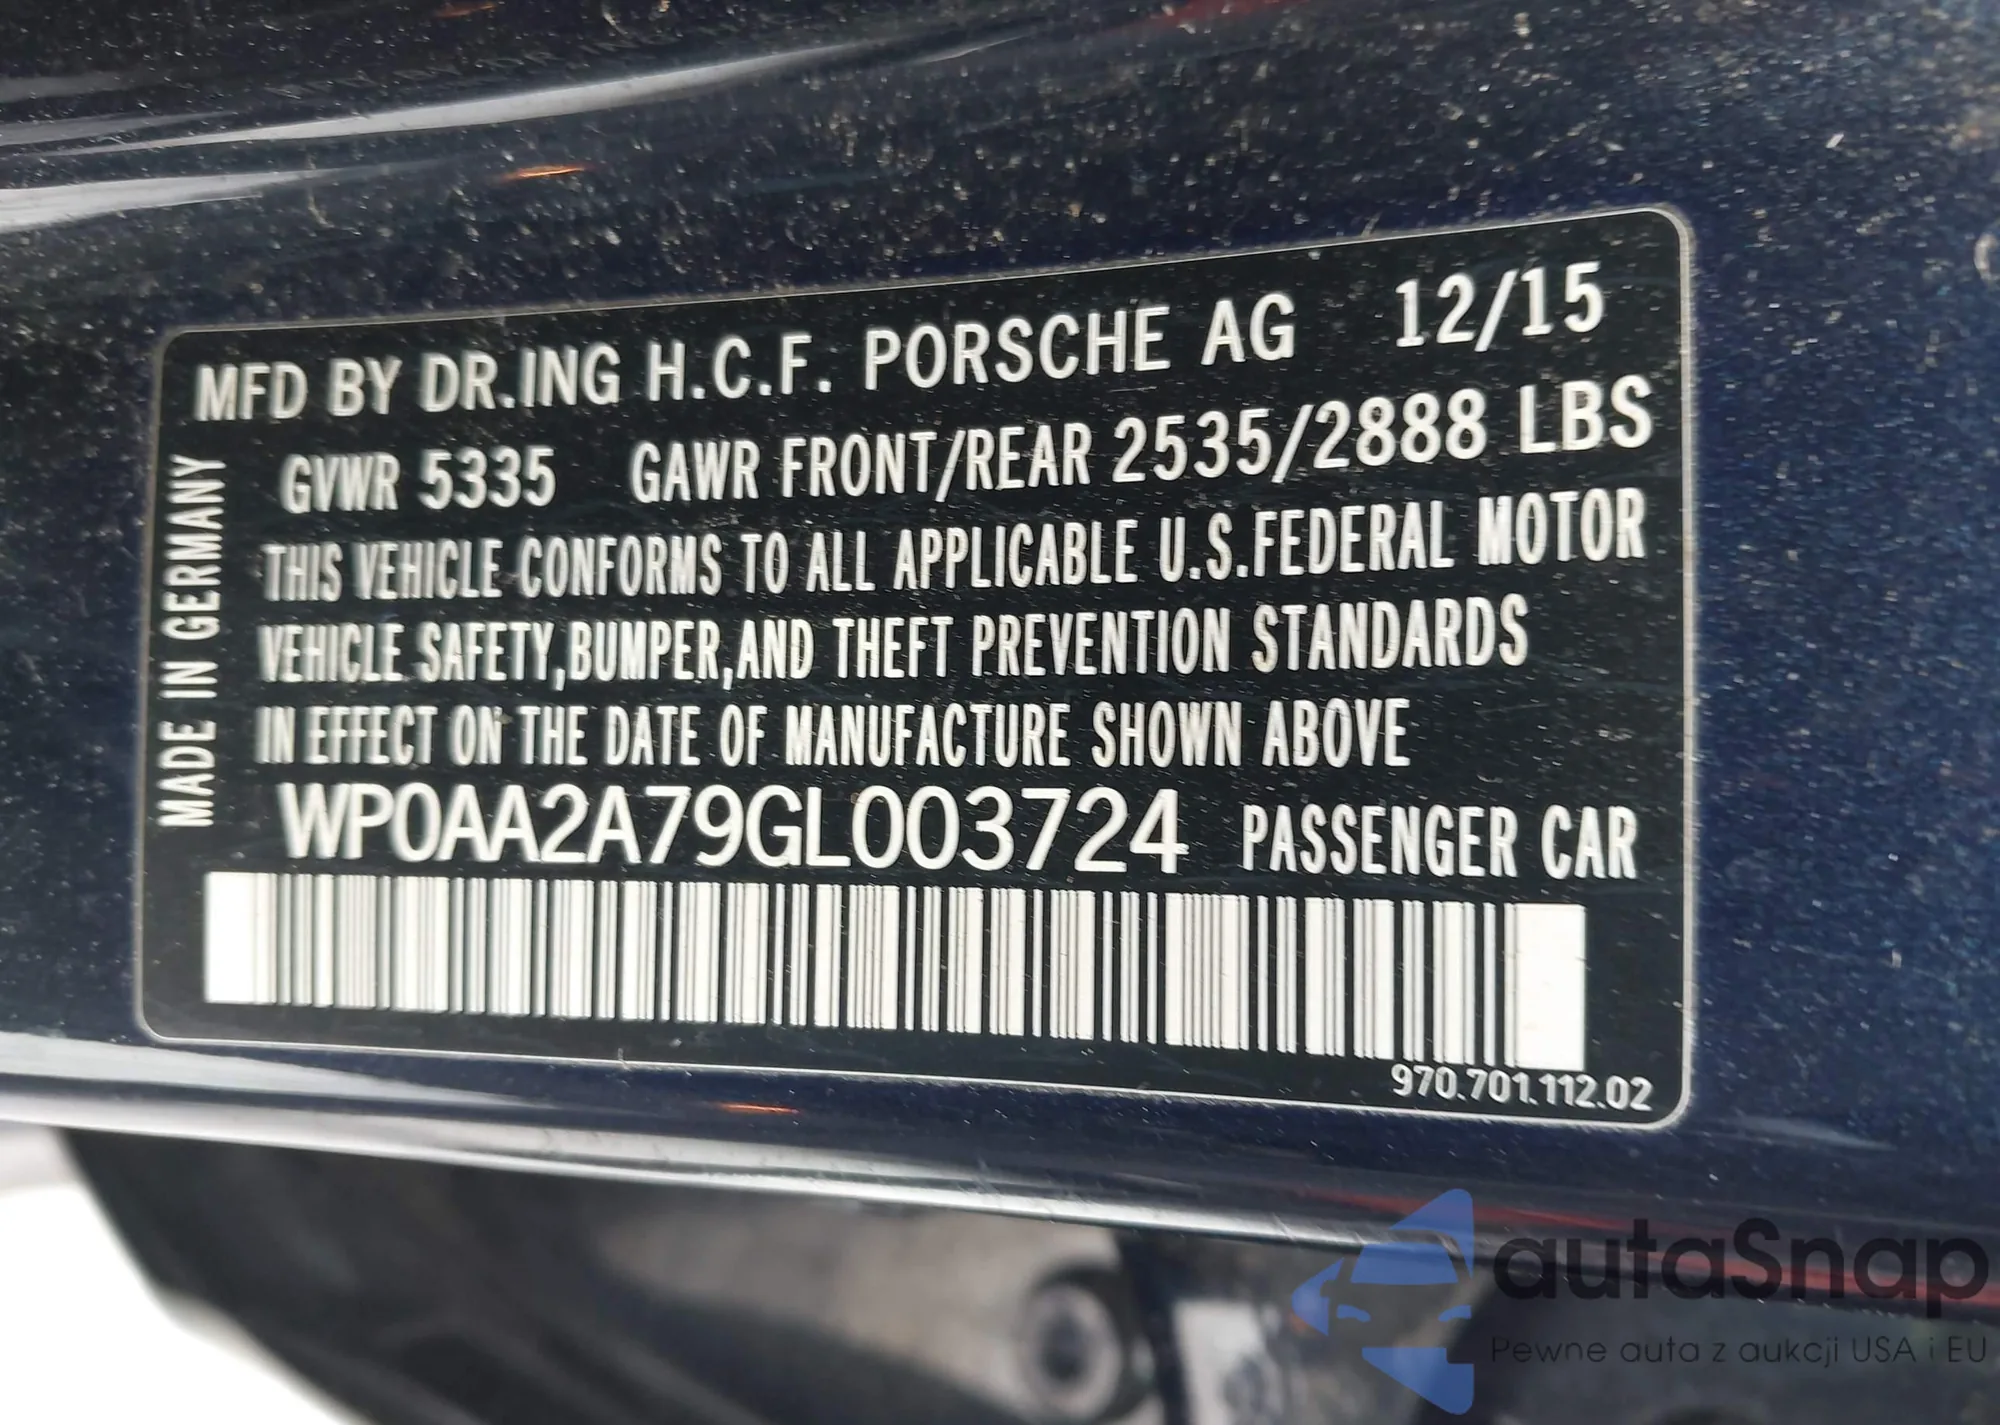 MFD BY DR.ING H.C.F. PORSCHE AG 12/15
GVWR 5335 GAWR FRONT/REAR 2535/2888 LBS
THIS VEHICLE CONFORMS TO ALL APPLICABLE U.S.FEDERAL MOTOR
VEHICLE SAFETY,BUMPER,AND THEFT PREVENTION STANDARDS
IN EFFECT ON THE DATE OF MANUFACTURE SHOWN ABOVE
WP0AA2A79GL003724 PASSENGER CAR
MADE IN GERMANY
970.701.112.02
autaSnap
Pewne auta z aukcji USA i EU